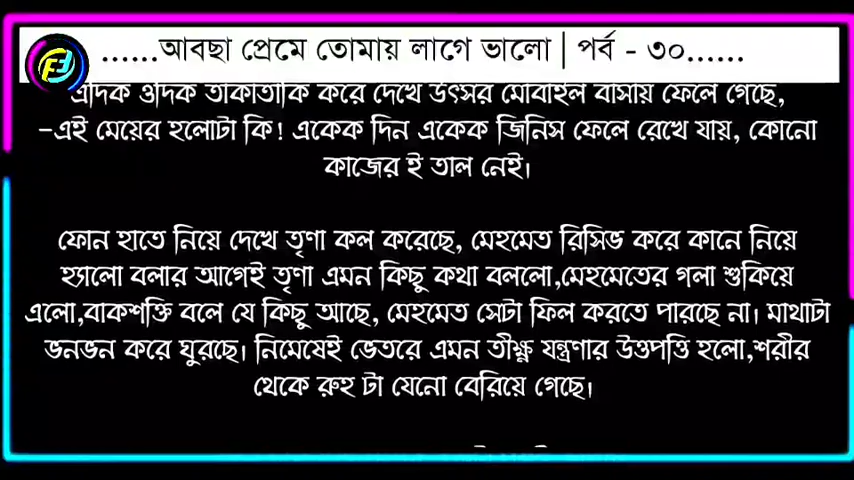 ......আবছা প্রেমে তোমায় লাগে ভালো | পর্ব - ৩০......
এদিক ওদিক তাকাতাকি করে দেখে উৎসর মোবাইল বাসায় ফেলে গেছে,
–এই মেয়ের হলোটা কি! একেক দিন একেক জিনিস ফেলে রেখে যায়, কোনো
কাজের ই তাল নেই।
ফোন হাতে নিয়ে দেখে তৃণা কল করেছে, মেহমেত রিসিভ করে কানে নিয়ে
হ্যালো বলার আগেই তৃণা এমন কিছু কথা বললো,মেহমেতের গলা শুকিয়ে
এলো,বাকশক্তি বলে যে কিছু আছে, মেহমেত সেটা ফিল করতে পারছে না। মাথাটা
ভনভন করে ঘুরছে। নিমেষেই ভেতরে এমন তীক্ষ্ণ যন্ত্রণার উত্তপত্তি হলো,শরীর
থেকে রুহ টা যেনো বেরিয়ে গেছে।